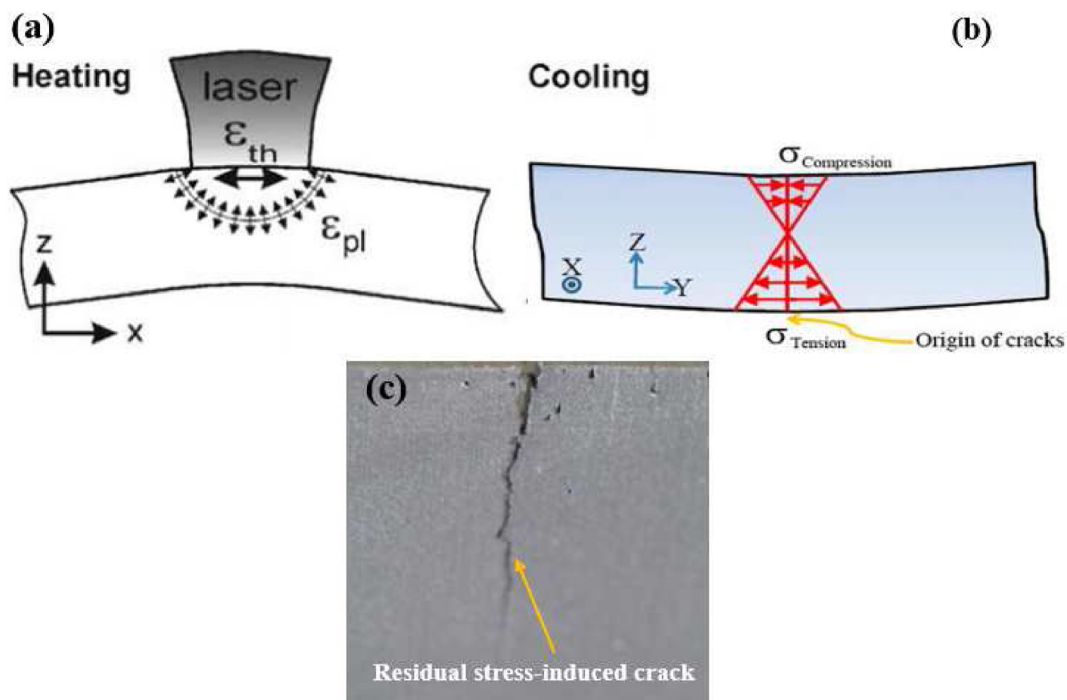 (a)
Heating
laser
εth
εpl
z
x
(b)
Cooling
σCompression
Z
X
Y
σTension
Origin of cracks
(c)
Residual stress-induced crack